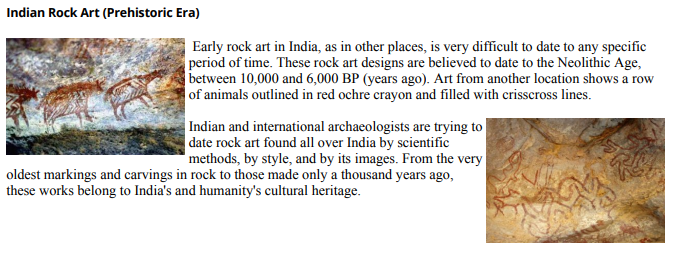 Indian Rock Art (Prehistoric Era)
Early rock art in India, as in other places, is very difficult to date to any specific
period of time. These rock art designs are believed to date to the Neolithic Age,
between 10,000 and 6,000 BP (years ago). Art from another location shows a row
of animals outlined in red ochre crayon and filled with crisscross lines.
Indian and international archaeologists are trying to
date rock art found all over India by scientific
methods, by style, and by its images. From the very
oldest markings and carvings in rock to those made only a thousand years ago,
these works belong to India's and humanity's cultural heritage.